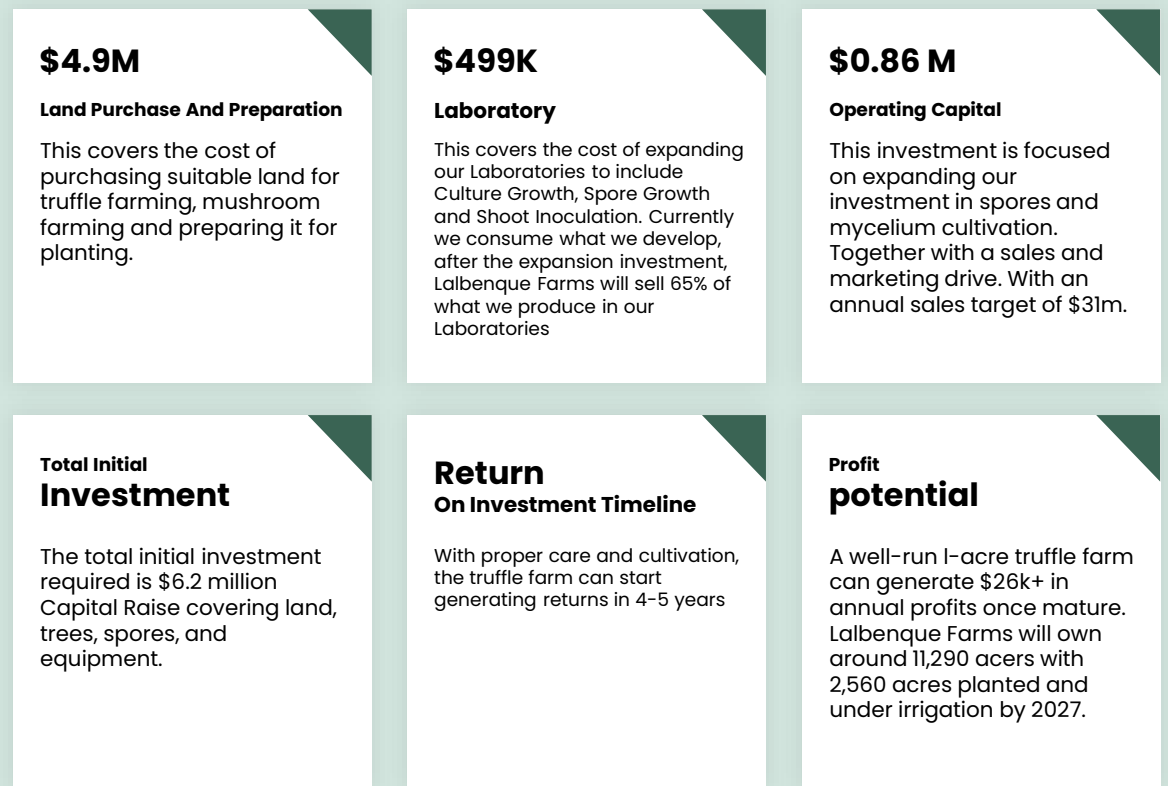 $4.9M
Land Purchase And Preparation
This covers the cost of
purchasing suitable land for
truffle farming, mushroom
farming and preparing it for
planting.
$499K
Laboratory
This covers the cost of expanding
our Laboratories to include
Culture Growth, Spore Growth
and Shoot Inoculation. Currently
we consume what we develop,
after the expansion investment,
Lalbenque Farms will sell 65% of
what we produce in our
Laboratories
$0.86 M
Operating Capital
This investment is focused
on expanding our
investment in spores and
mycelium cultivation.
Together with a sales and
marketing drive. With an
annual sales target of $31m.
Total Initial
Investment
The total initial investment
required is $6.2 million
Capital Raise covering land,
trees, spores, and
equipment.
Return
On Investment Timeline
With proper care and cultivation,
the truffle farm can start
generating returns in 4-5 years
Profit
potential
A well-run l-acre truffle farm
can generate $26k+ in
annual profits once mature.
Lalbenque Farms will own
around 11,290 acers with
2,560 acres planted and
under irrigation by 2027.